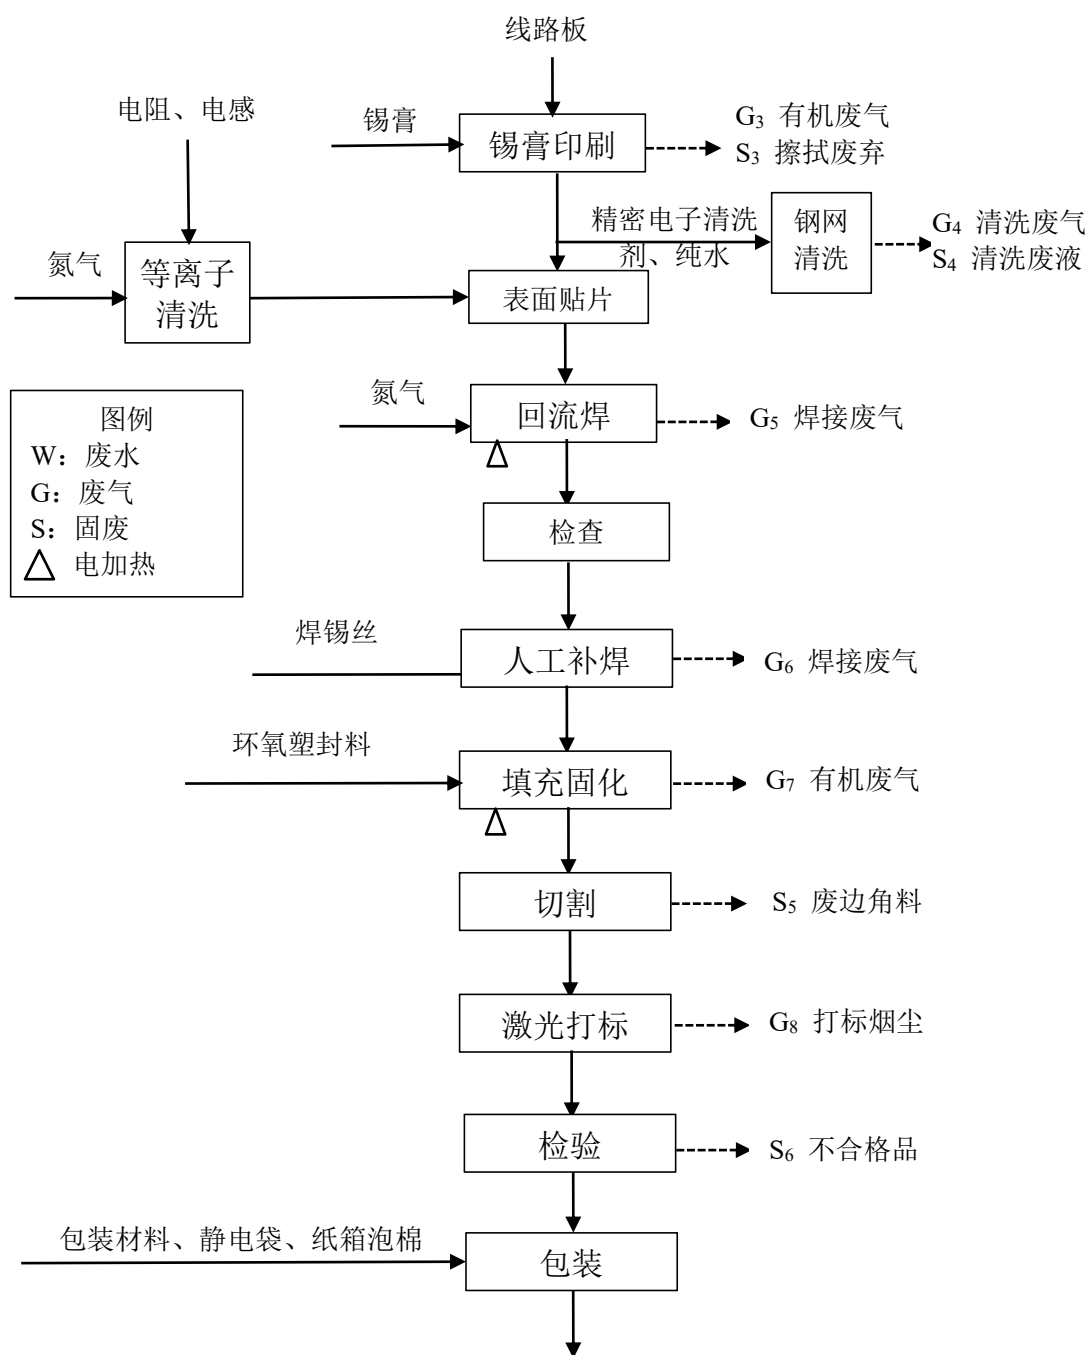 线路板
电阻、电感
锡膏
锡膏印刷
G₃ 有机废气
S₃ 擦拭废弃
精密电子清洗
剂、纯水
钢网
清洗
G₄ 清洗废气
S₄ 清洗废液
氮气
等离子
清洗
表面贴片
氮气
回流焊
G₅ 焊接废气
图例
W：废水
G：废气
S：固废
电加热
检查
焊锡丝
人工补焊
G₆ 焊接废气
环氧塑封料
填充固化
G₇ 有机废气
切割
S₅ 废边角料
激光打标
G₈ 打标烟尘
检验
S₆ 不合格品
包装材料、静电袋、纸箱泡棉
包装